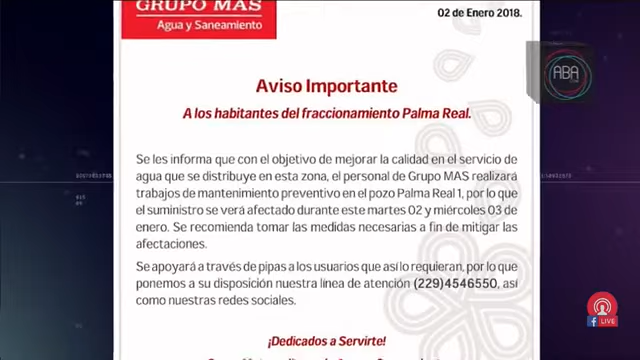 GRUPO MAS
Agua y Saneamiento
02 de Enero 2018.
ABA
Aviso Importante
A los habitantes del fraccionamiento Palma Real.
Se les informa que con el objetivo de mejorar la calidad en el servicio de
agua que se distribuye en esta zona, el personal de Grupo MAS realizará
trabajos de mantenimiento preventivo en el pozo Palma Real 1, por lo que
el suministro se verá afectado durante este martes 02 y miércoles 03 de
enero. Se recomienda tomar las medidas necesarias a fin de mitigar las
afectaciones.
Se apoyará a través de pipas a los usuarios que así lo requieran, por lo que
ponemos a su disposición nuestra línea de atención (229)4546550, así
como nuestras redes sociales.
¡Dedicados a Servirte!
f LIVE